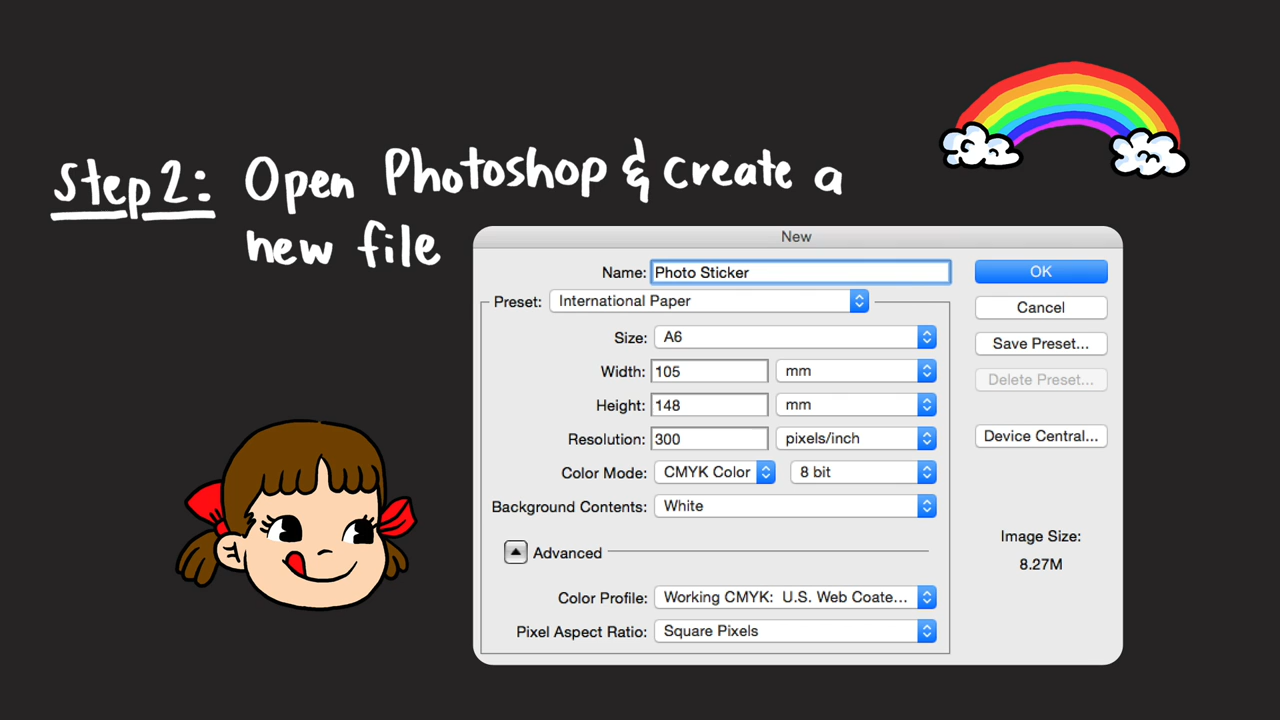 Step 2: Open Photoshop & create a
new file
New
Name: Photo Sticker
OK
Preset: International Paper
Cancel
Size: A6
Save Preset...
Width: 105 mm
Delete Preset...
Height: 148 mm
Resolution: 300 pixels/inch
Device Central...
Color Mode: CMYK Color 8 bit
Background Contents: White
Image Size:
8.27M
Advanced
Color Profile: Working CMYK: U.S. Web Coate...
Pixel Aspect Ratio: Square Pixels